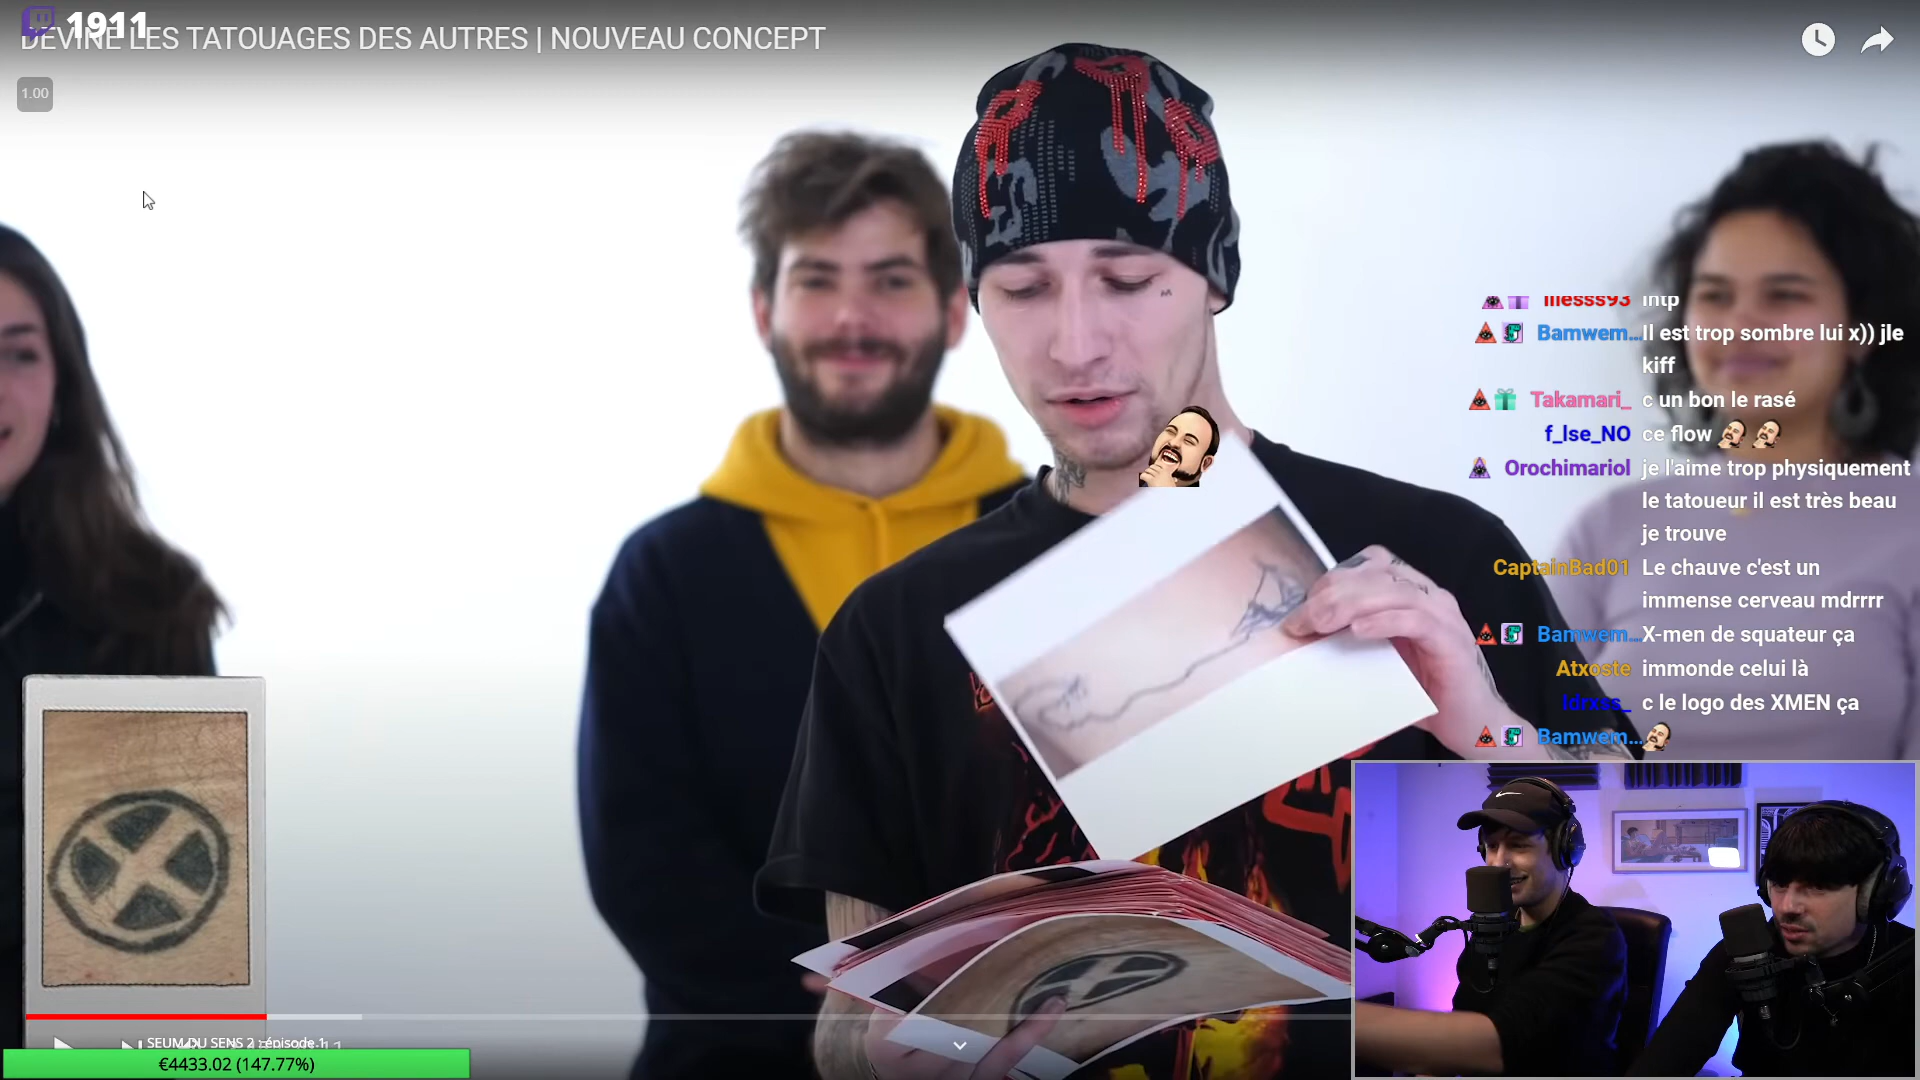 1911
DEVINE LES TATOUAGES DES AUTRES | NOUVEAU CONCEPT
1.00
illesss93 intp
Bamwem... Il est trop sombre lui x)) jle
kiff
Takamari_ c un bon le rasé
f_lse_NO ce flow
Orochimariol je l'aime trop physiquement
le tatoueur il est très beau
je trouve
CaptainBad01 Le chauve c'est un
immense cerveau mdrrrr
Bamwem... X-men de squateur ça
Atxoste immonde celui là
ldrxss_ c le logo des XMEN ça
Bamwem...
SEUM DU SENS 2 : épisode 1
€4433.02 (147.77%)